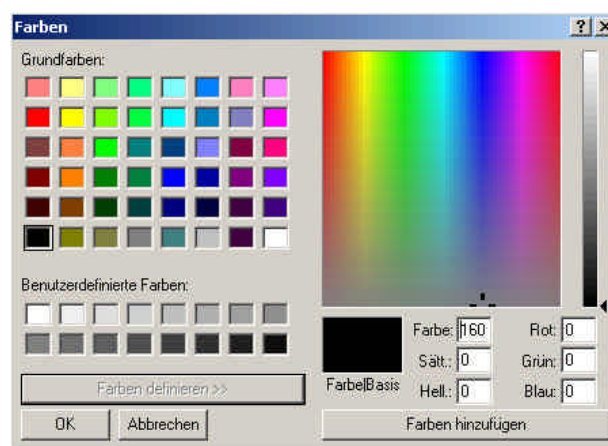 Farben
Grundfarben:
Benutzerdefinierte Farben:
Farben definieren >>
OK
Abbrechen
Farbe|Basis
Farbe: 160
Sätt.: 0
Hell.: 0
Rot: 0
Grün: 0
Blau: 0
Farben hinzufügen